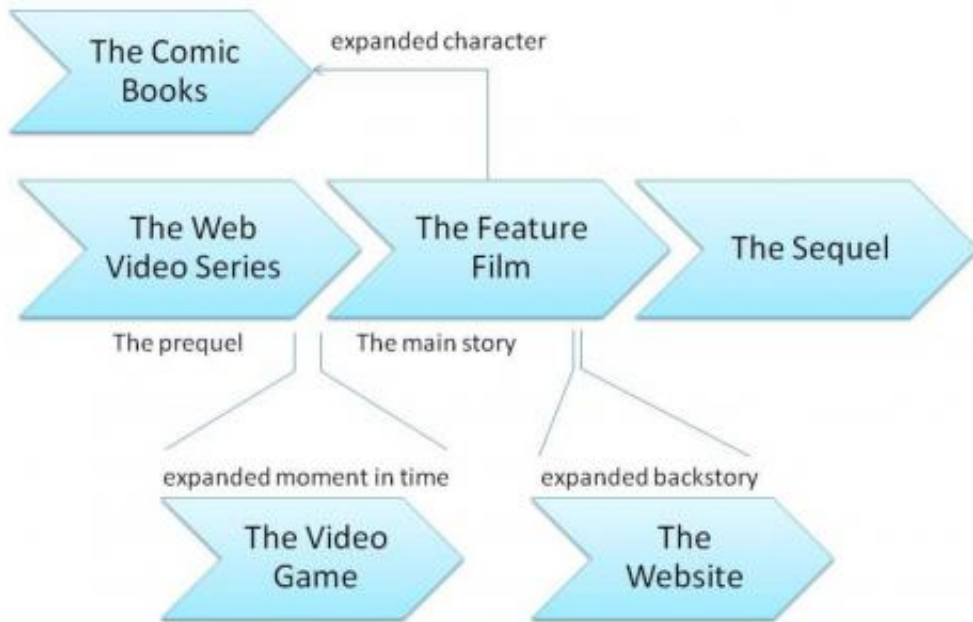 The Comic
Books
expanded character
The Web
Video Series
The Feature
Film
The Sequel
The prequel
The main story
expanded moment in time
expanded backstory
The Video
Game
The
Website